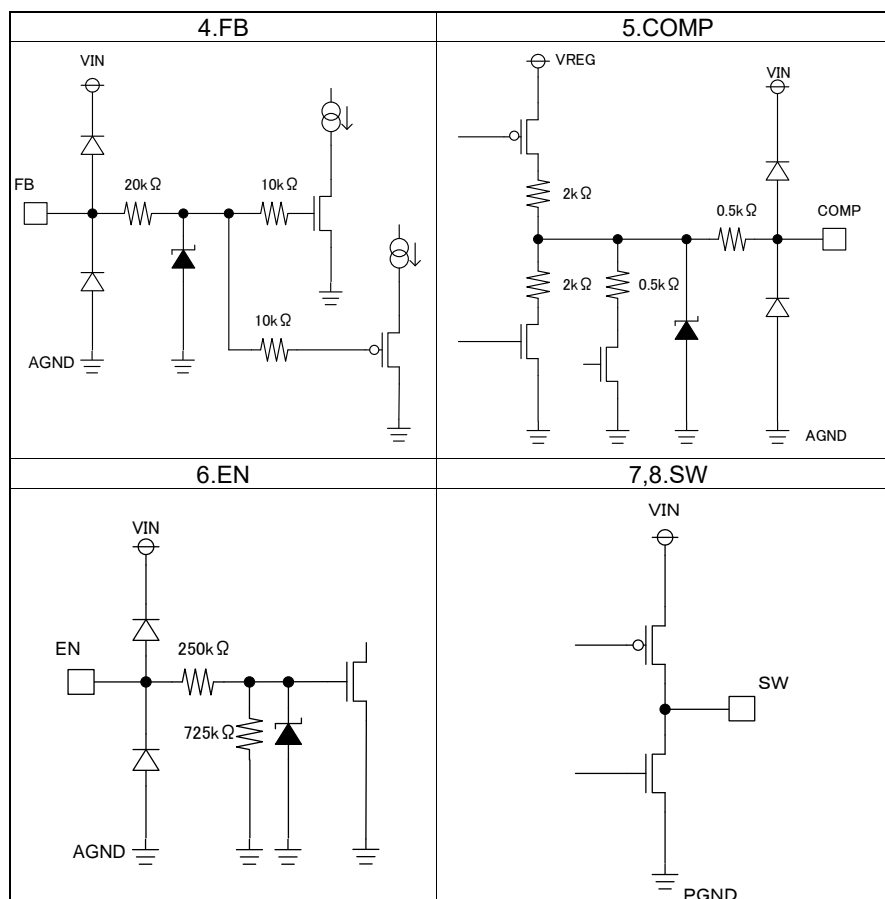 4.FB
VIN
FB
20kΩ
10kΩ
10kΩ
AGND
5.COMP
VREG
VIN
2kΩ
0.5kΩ
COMP
2kΩ
0.5kΩ
AGND
6.EN
VIN
EN
250kΩ
725kΩ
AGND
7,8.SW
VIN
SW
PGND